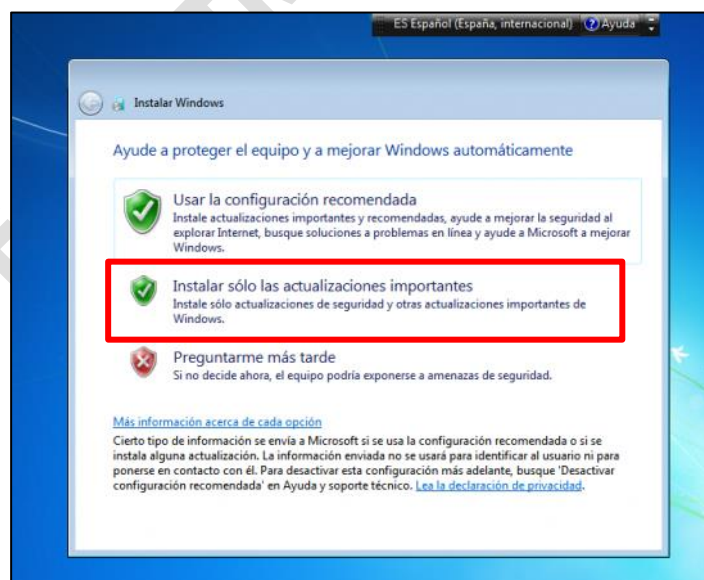 ES Español (España, internacional) Ayuda
Instalar Windows
Ayude a proteger el equipo y a mejorar Windows automáticamente
Usar la configuración recomendada
Instale actualizaciones importantes y recomendadas, ayude a mejorar la seguridad al
explorar Internet, busque soluciones a problemas en línea y ayude a Microsoft a mejorar
Windows.
Instalar sólo las actualizaciones importantes
Instale sólo actualizaciones de seguridad y otras actualizaciones importantes de
Windows.
Preguntarme más tarde
Si no decide ahora, el equipo podría exponerse a amenazas de seguridad.
Más información acerca de cada opción
Cierto tipo de información se envía a Microsoft si se usa la configuración recomendada o si se
instala alguna actualización. La información enviada no se usará para identificar al usuario ni para
ponerse en contacto con él. Para desactivar esta configuración más adelante, busque 'Desactivar
configuración recomendada' en Ayuda y soporte técnico. Lea la declaración de privacidad.